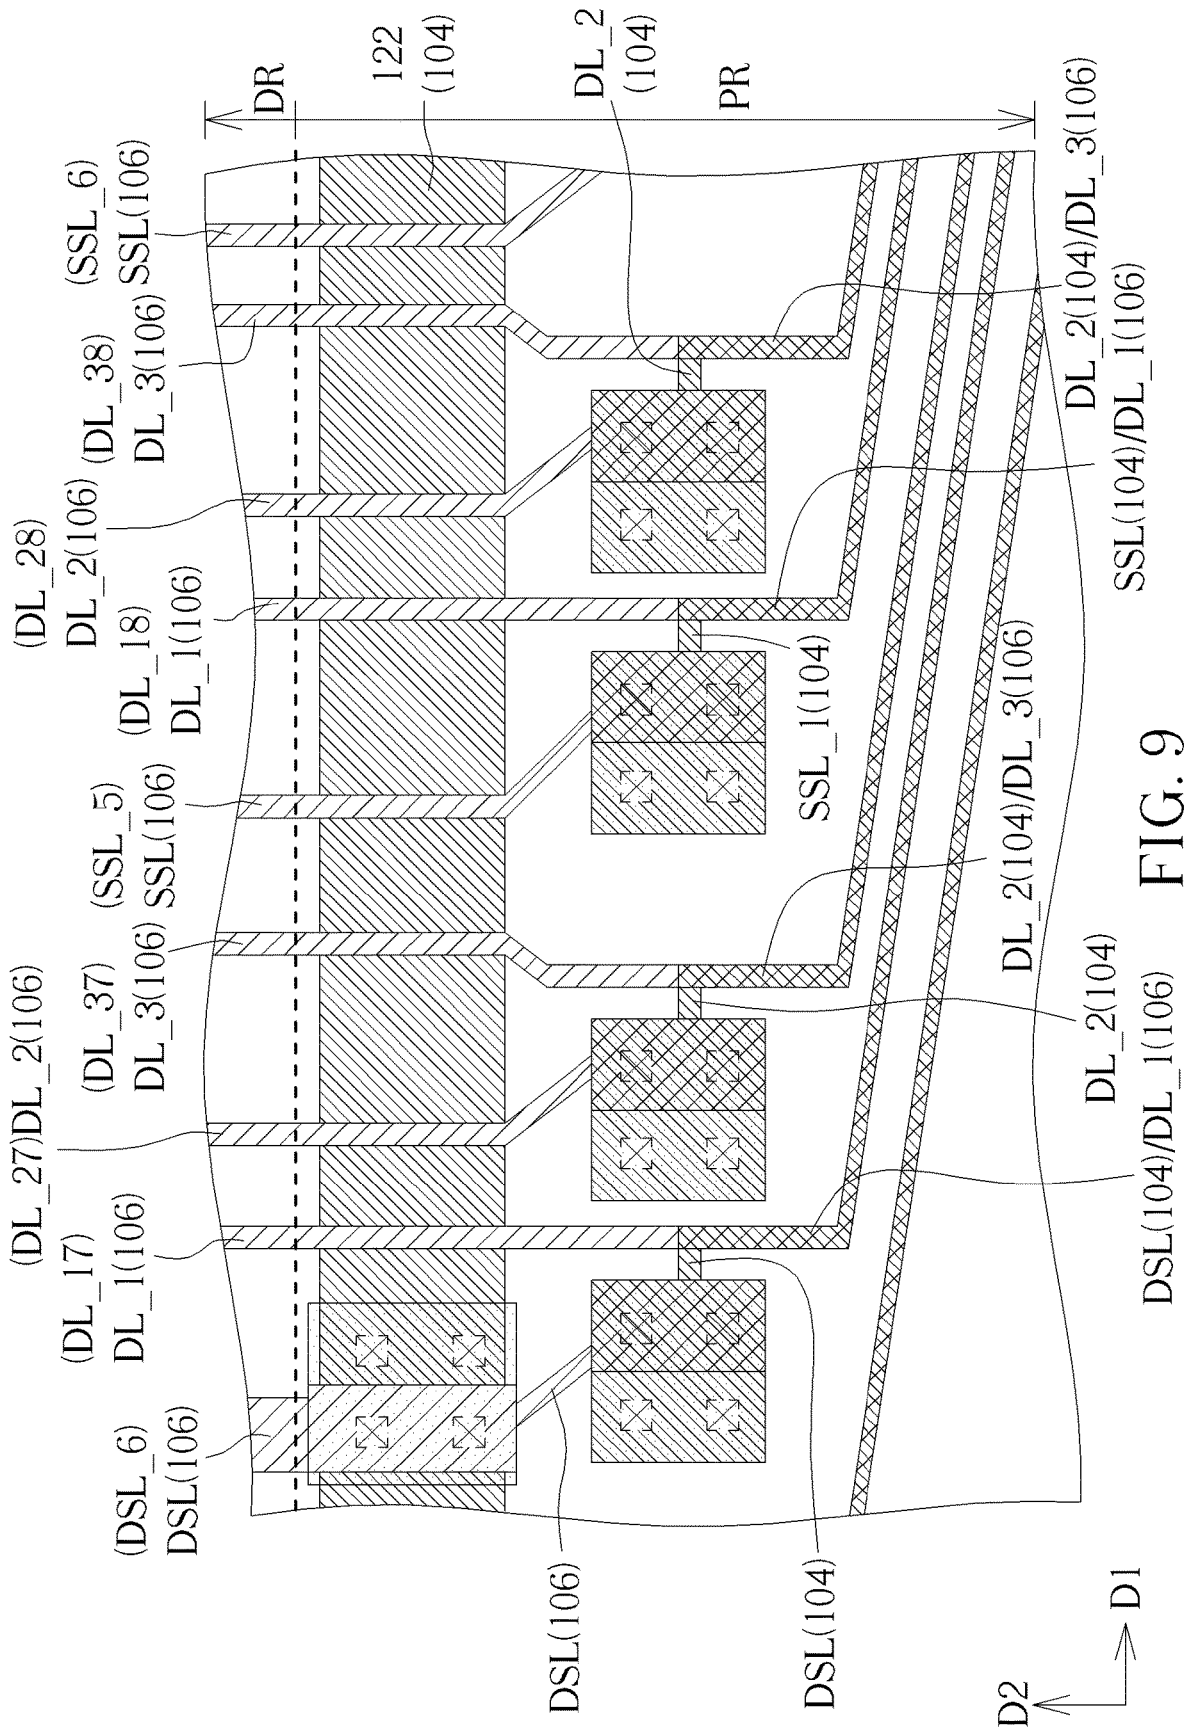 (SSL_6)
SSL(106)
122
(104)
DL_2
(104)
DR
PR
(DL_38)
DL_3(106)
(DL_28)
DL_2(106)
(DL_18)
DL_1(106)
(SSL_5)
SSL(106)
(DL_37)
DL_3(106)
(DL_27)DL_2(106)
(DL_17)
DL_1(106)
(DSL_6)
DSL(106)
DL_2(104)/DL_3(106)
SSL(104)/DL_1(106)
SSL_1(104)
DL_2(104)/DL_3(106)
DL_2(104)
DSL(104)/DL_1(106)
DSL(106)
DSL(104)
D2
D1
FIG. 9